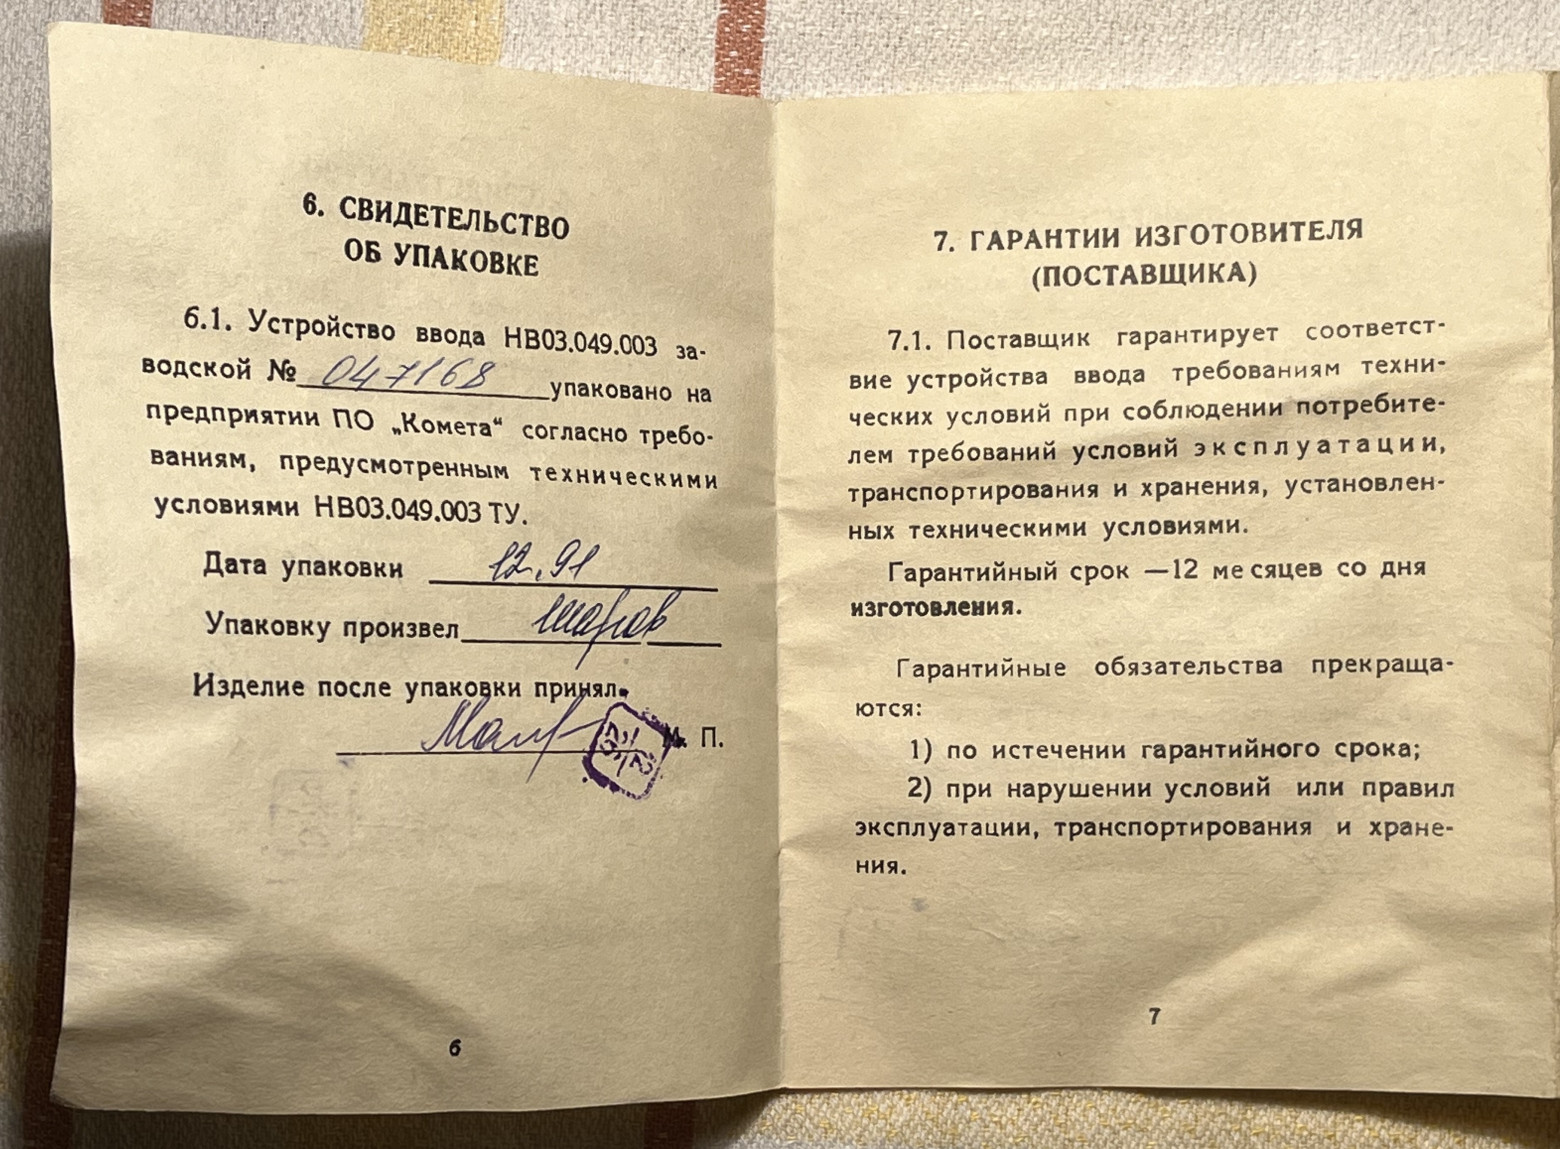 6. СВИДЕТЕЛЬСТВО
ОБ УПАКОВКЕ
6.1. Устройство ввода НВ03.049.003 за-
водской № 047168 упаковано на
предприятии ПО „Комета“ согласно требо-
ваниям, предусмотренным техническими
условиями НВ03.049.003 ТУ.
Дата упаковки 12.91
Упаковку произвел
Изделие после упаковки принял.
М. П.
6
7. ГАРАНТИИ ИЗГОТОВИТЕЛЯ
(ПОСТАВЩИКА)
7.1. Поставщик гарантирует соответст-
вие устройства ввода требованиям техни-
ческих условий при соблюдении потребите-
лем требований условий эксплуатации,
транспортирования и хранения, установлен-
ных техническими условиями.
Гарантийный срок —12 месяцев со дня
изготовления.
Гарантийные обязательства прекраща-
ются:
1) по истечении гарантийного срока;
2) при нарушении условий или правил
эксплуатации, транспортирования и хране-
ния.
7